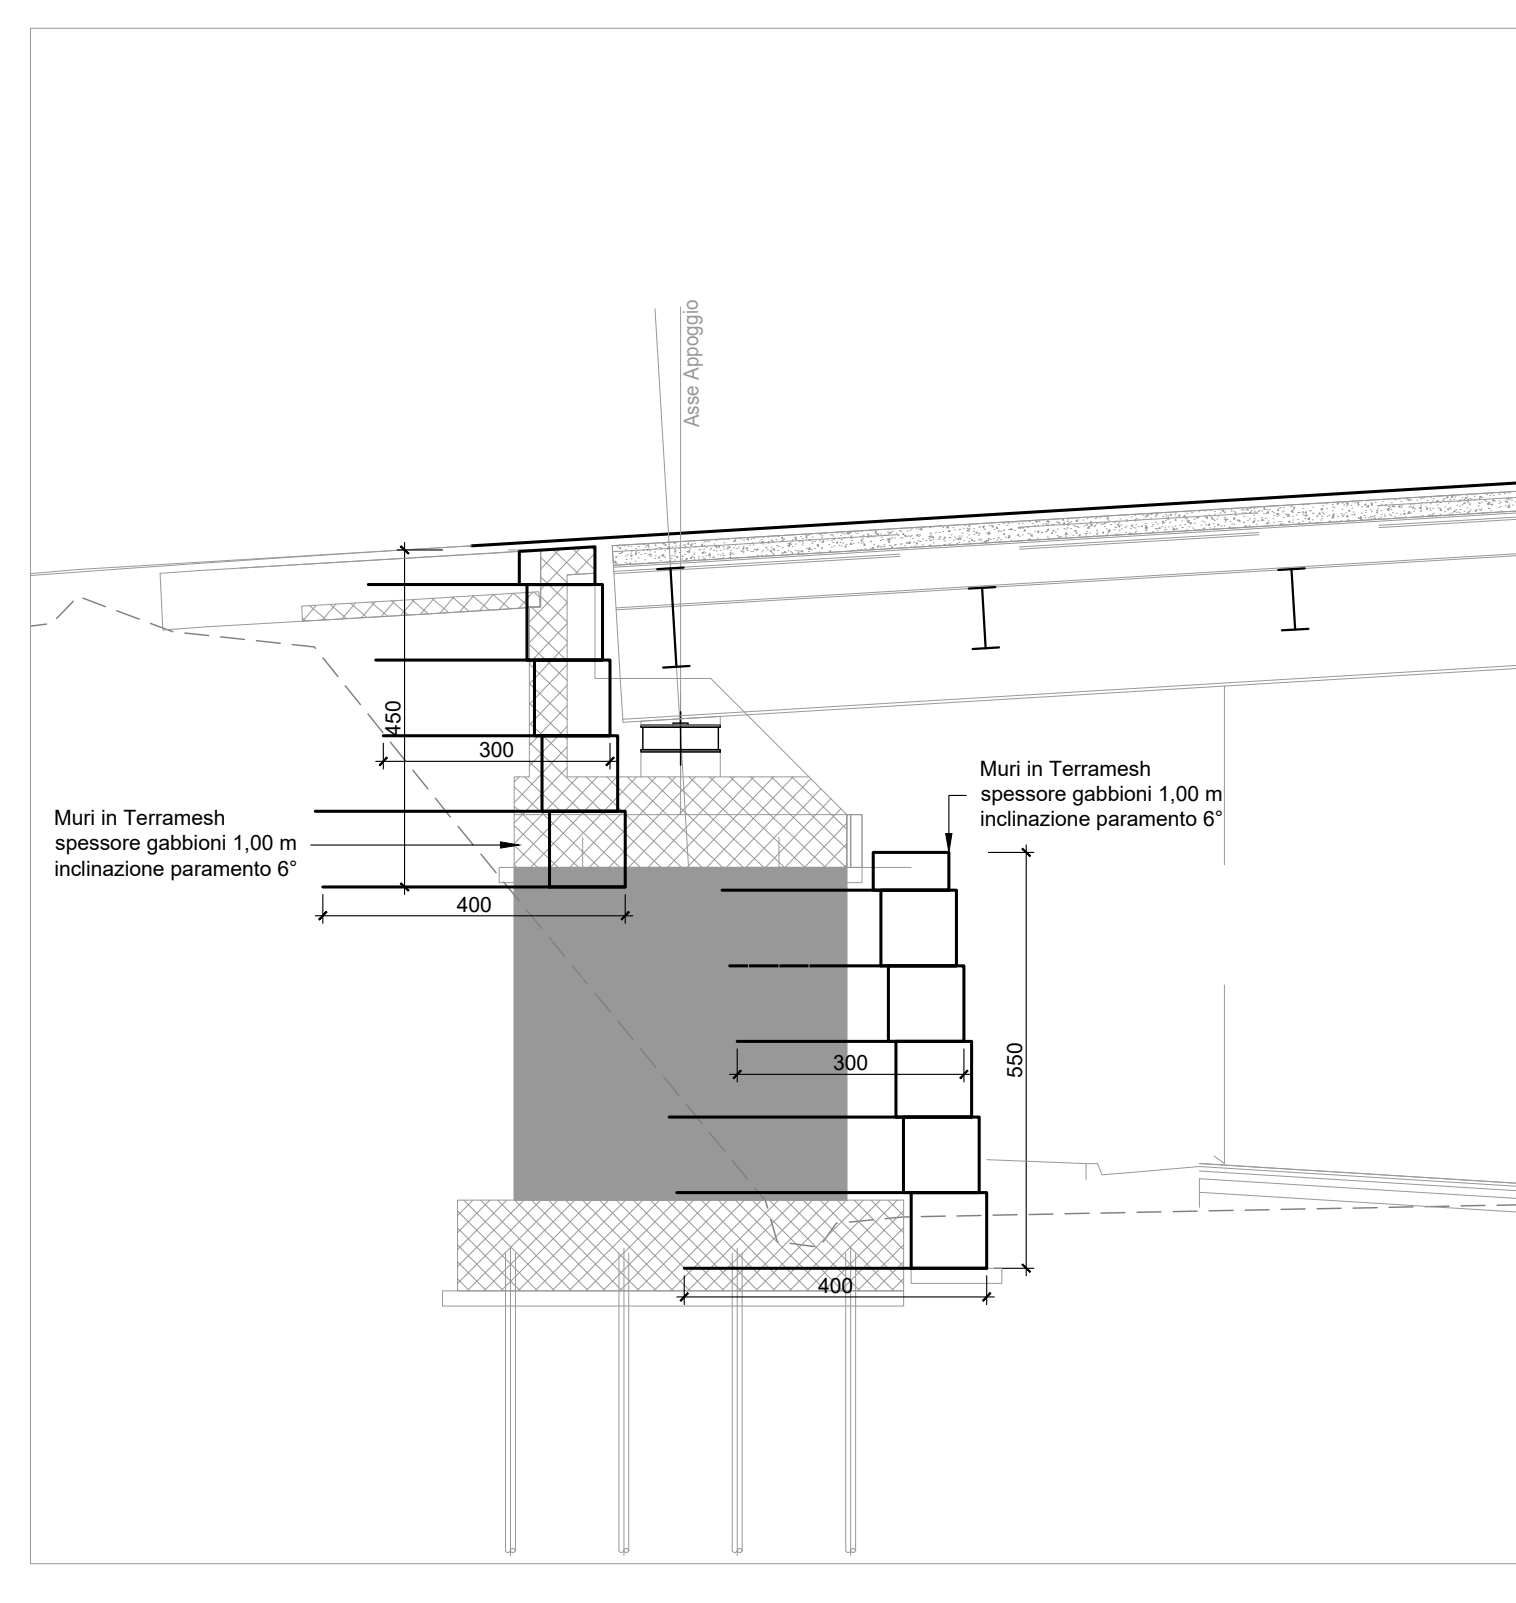 Asse Appoggio
450
300
Muri in Terramesh
spessore gabbioni 1,00 m
inclinazione paramento 6°
400
Muri in Terramesh
spessore gabbioni 1,00 m
inclinazione paramento 6°
300
550
400